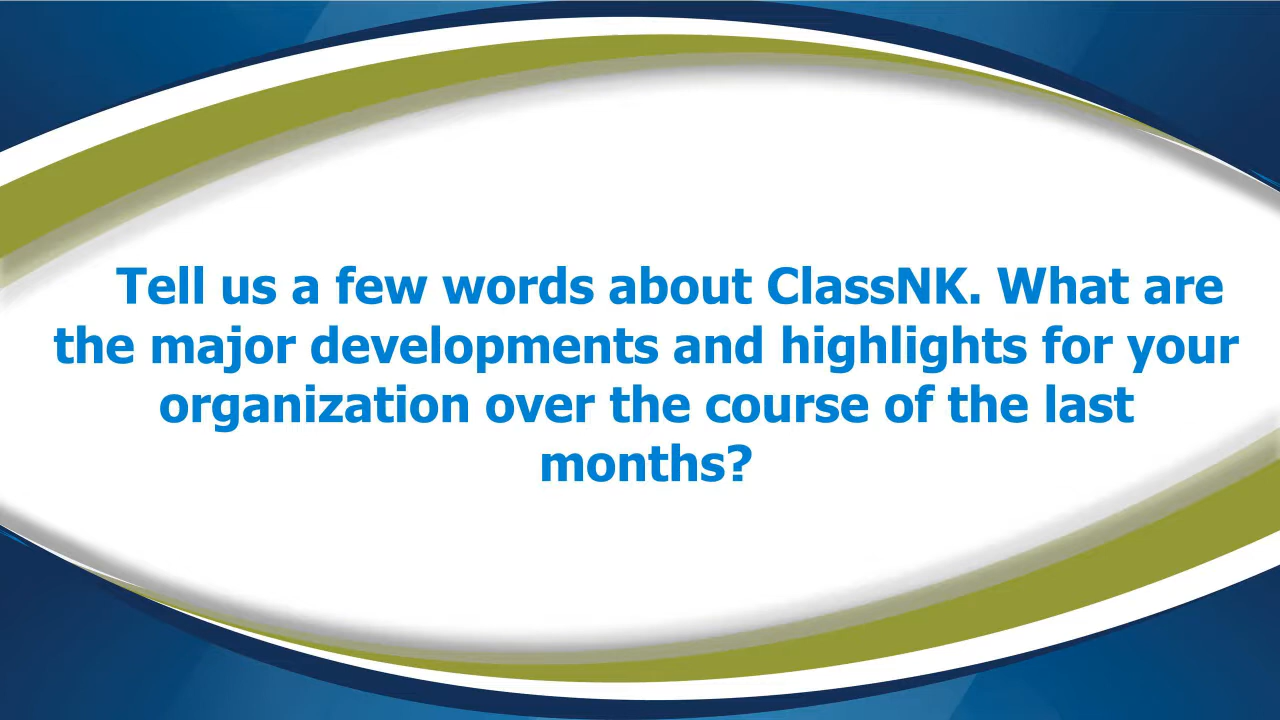 Tell us a few words about ClassNK. What are
the major developments and highlights for your
organization over the course of the last
months?